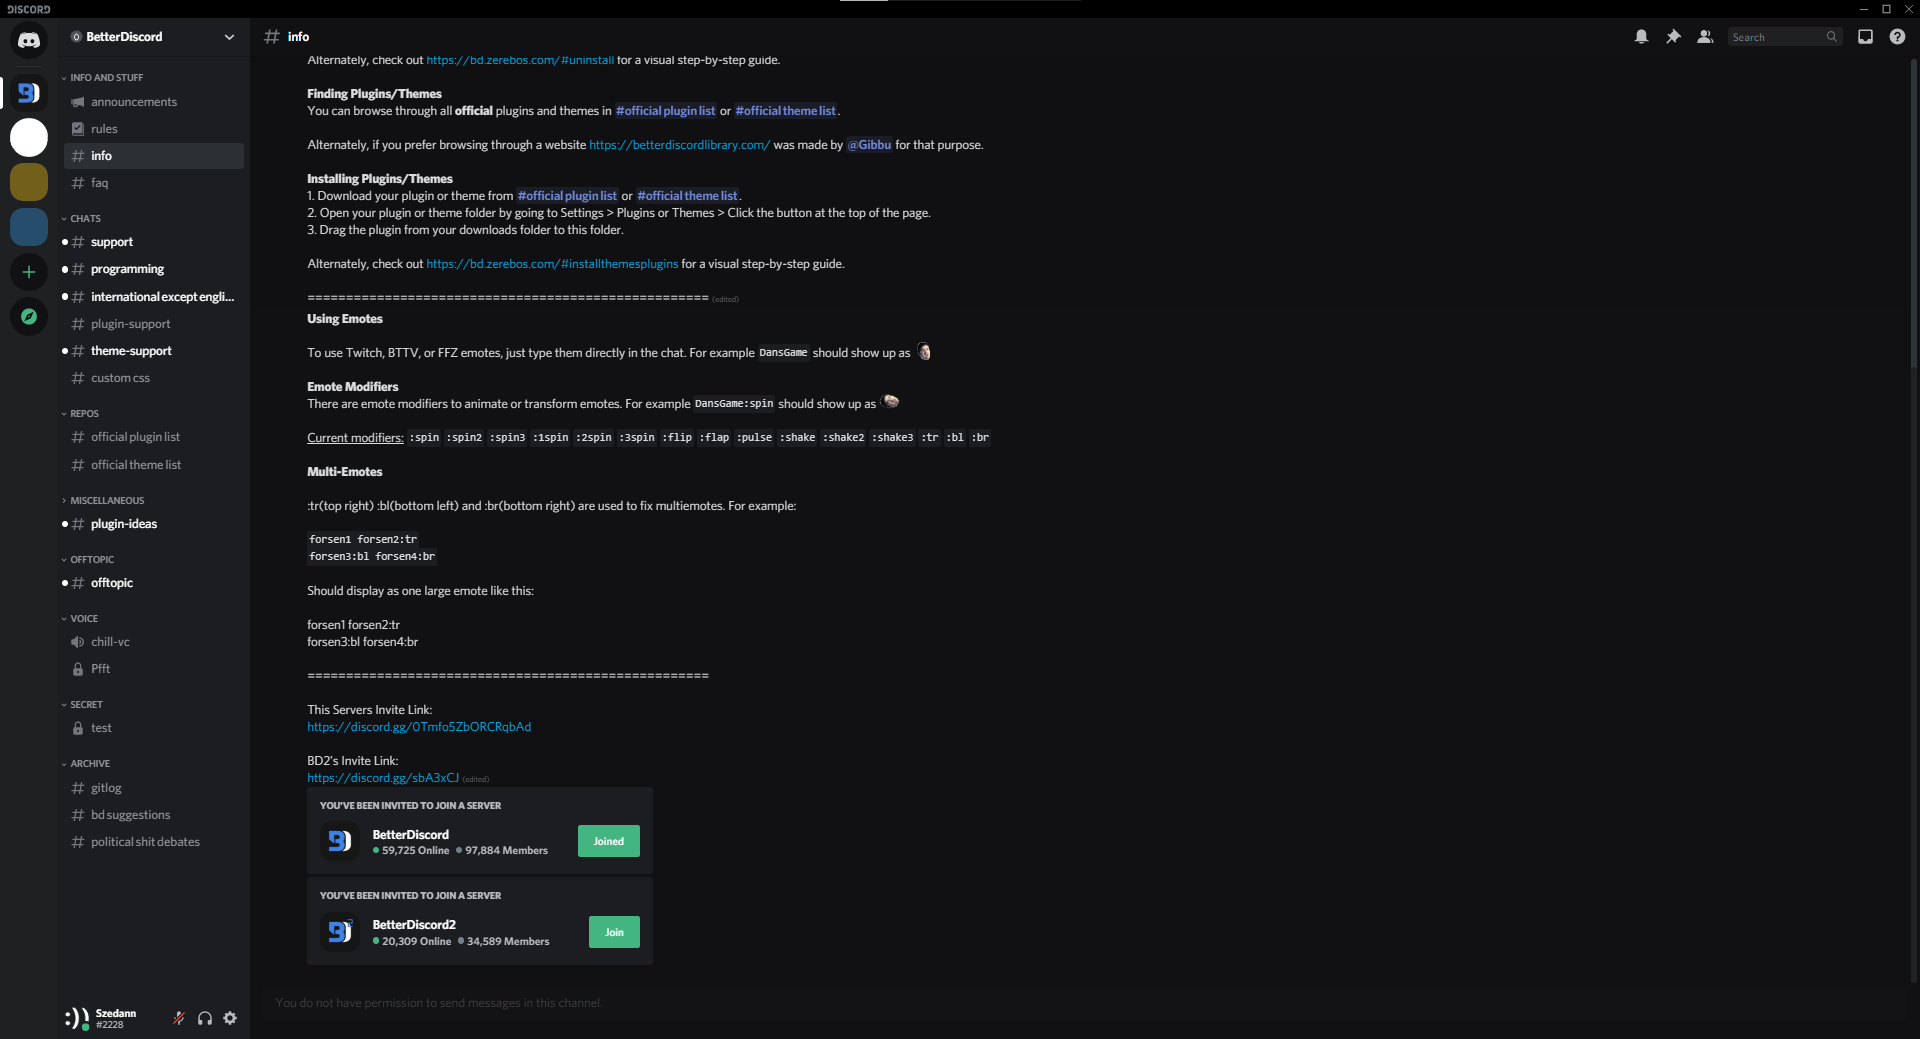 DISCORD
BetterDiscord
INFO AND STUFF
announcements
rules
info
faq
CHATS
support
programming
international except engli...
plugin-support
theme-support
custom css
REPOS
official plugin list
official theme list
MISCELLANEOUS
plugin-ideas
OFFTOPIC
offtopic
VOICE
chill-vc
Pfft
SECRET
test
ARCHIVE
gitlog
bd suggestions
political shit debates
Szedann
#2228
info
Search
Alternately, check out https://bd.zerebos.com/#uninstall for a visual step-by-step guide.
Finding Plugins/Themes
You can browse through all official plugins and themes in #official plugin list or #official theme list.
Alternately, if you prefer browsing through a website https://betterdiscordlibrary.com/ was made by @Gibbu for that purpose.
Installing Plugins/Themes
1. Download your plugin or theme from #official plugin list or #official theme list.
2. Open your plugin or theme folder by going to Settings > Plugins or Themes > Click the button at the top of the page.
3. Drag the plugin from your downloads folder to this folder.
Alternately, check out https://bd.zerebos.com/#installthemesplugins for a visual step-by-step guide.
==================================================== (edited)
Using Emotes
To use Twitch, BTTV, or FFZ emotes, just type them directly in the chat. For example DansGame should show up as
Emote Modifiers
There are emote modifiers to animate or transform emotes. For example DansGame:spin should show up as
Current modifiers: :spin :spin2 :spin3 :1spin :2spin :3spin :flip :flap :pulse :shake :shake2 :shake3 :tr :bl :br
Multi-Emotes
:tr(top right) :bl(bottom left) and :br(bottom right) are used to fix multiemotes. For example:
forsen1 forsen2:tr
forsen3:bl forsen4:br
Should display as one large emote like this:
forsen1 forsen2:tr
forsen3:bl forsen4:br
====================================================
This Servers Invite Link:
https://discord.gg/0Tmfo5ZbORCRqbAd
BD2's Invite Link:
https://discord.gg/sbA3xCJ (edited)
YOU'VE BEEN INVITED TO JOIN A SERVER
BetterDiscord
59,725 Online 97,884 Members
Joined
YOU'VE BEEN INVITED TO JOIN A SERVER
BetterDiscord2
20,309 Online 34,589 Members
Join
You do not have permission to send messages in this channel.